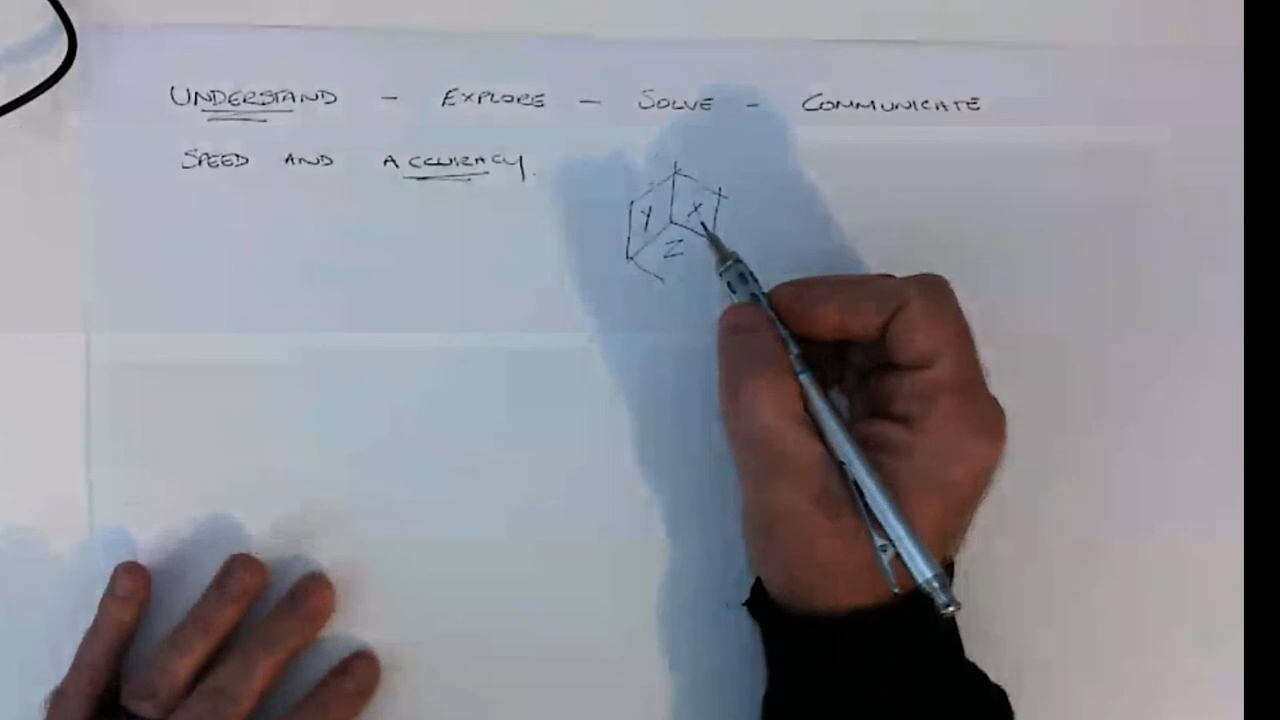 UNDERSTAND - EXPLORE - SOLVE - COMMUNICATE
SPEED AND ACCURACY.
Y X
Z